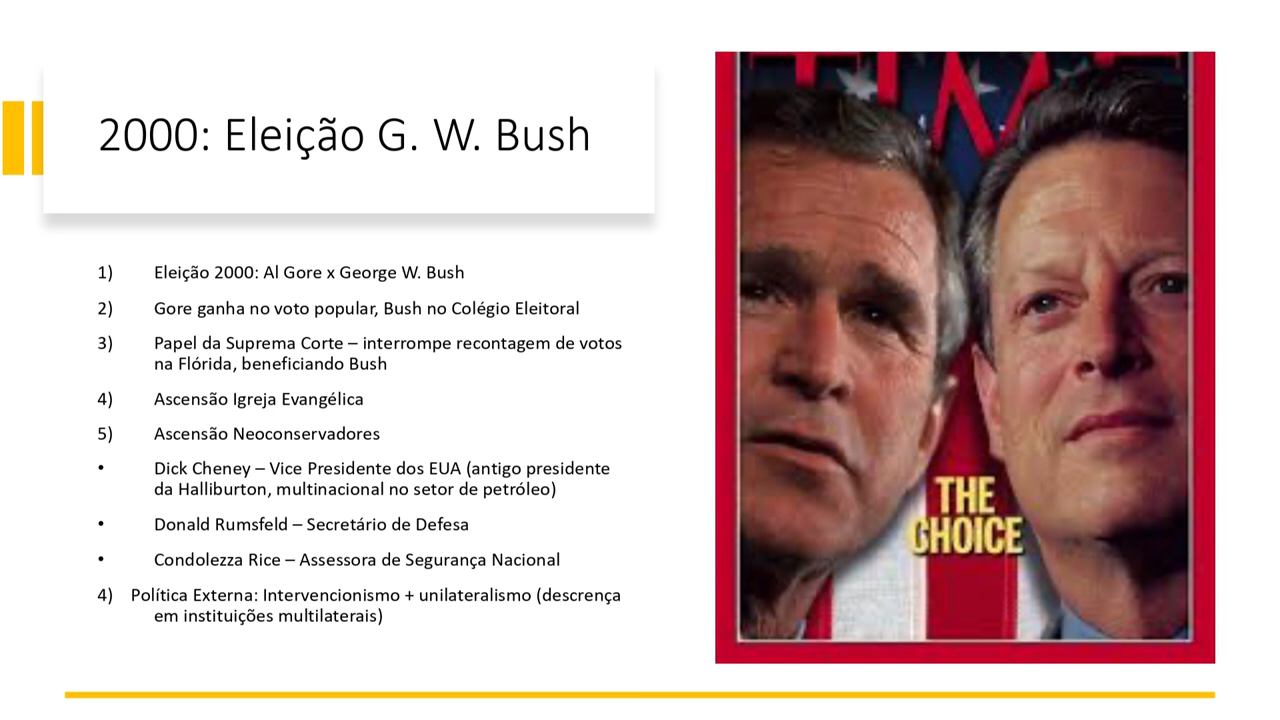 2000: Eleição G. W. Bush
1) Eleição 2000: Al Gore x George W. Bush
2) Gore ganha no voto popular, Bush no Colégio Eleitoral
3) Papel da Suprema Corte – interrompe recontagem de votos
na Flórida, beneficiando Bush
4) Ascensão Igreja Evangélica
5) Ascensão Neoconservadores
• Dick Cheney – Vice Presidente dos EUA (antigo presidente
da Halliburton, multinacional no setor de petróleo)
• Donald Rumsfeld – Secretário de Defesa
• Condolezza Rice – Assessora de Segurança Nacional
4) Política Externa: Intervencionismo + unilateralismo (descrença
em instituições multilaterais)
TIME
THE
CHOICE